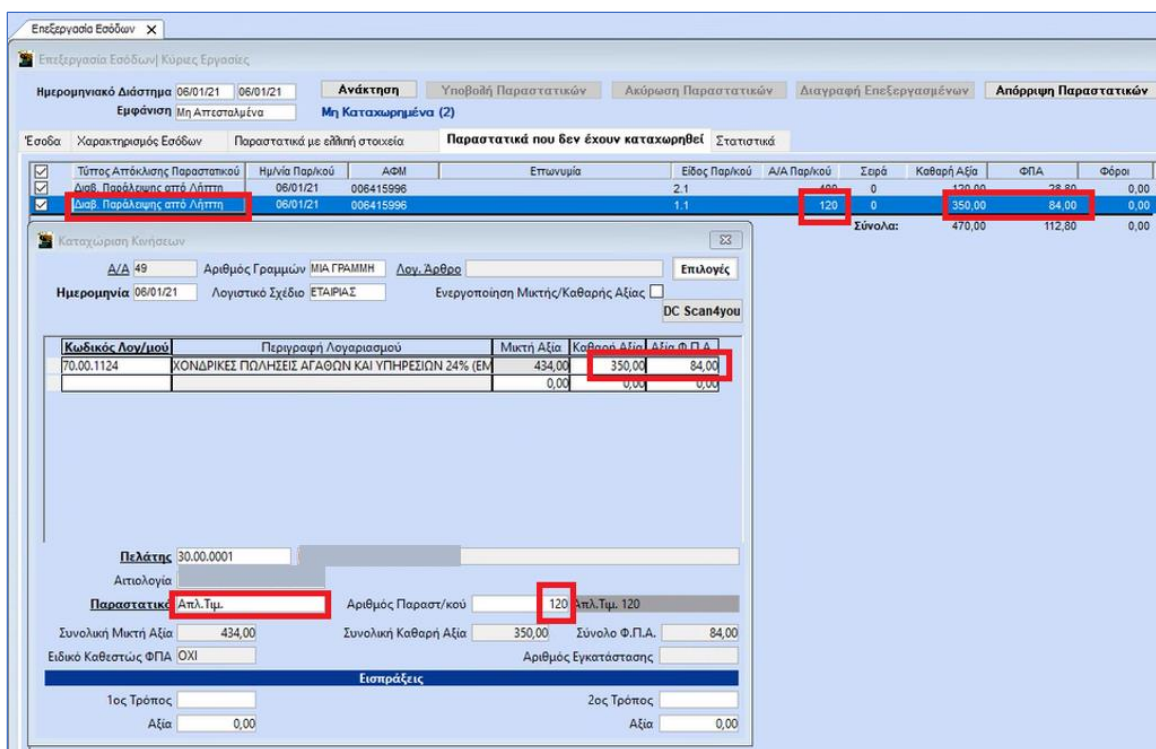 Επεξεργασία Εσόδων X
Επεξεργασία Εσόδων| Κύριες Εργασίες
Ημερομηνιακό Διάστημα 06/01/21 06/01/21 Ανάκτηση Υποβολή Παραστατικών Ακύρωση Παραστατικών Διαγραφή Επεξεργασμένων Απόρριψη Παραστατικών
Εμφάνιση Μη Απεσταλμένα Μη Καταχωρημένα (2)
Έσοδα Χαρακτηρισμός Εσόδων Παραστατικά με ελλιπή στοιχεία Παραστατικά που δεν έχουν καταχωρηθεί Στατιστικά
Τύπος Απόκλισης Παραστατικού Ημ/νία Παρ/κού ΑΦΜ Επωνυμία Είδος Παρ/κού Α/Α Παρ/κού Σειρά Καθαρή Αξία ΦΠΑ Φόροι
Διαβ. Παράλειψης από Λήπτη 06/01/21 006415996 2.1 0 120,00 28,80 0,00
Διαβ. Παράλειψης από Λήπτη 06/01/21 006415996 1.1 120 0 350,00 84,00 0,00
Σύνολα: 470,00 112,80 0,00
Καταχώριση Κινήσεων
Α/Α 49 Αριθμός Γραμμών ΜΙΑ ΓΡΑΜΜΗ Λογ. Άρθρο Επιλογές
Ημερομηνία 06/01/21 Λογιστικό Σχέδιο ΕΤΑΙΡΙΑΣ Ενεργοποίηση Μικτής/Καθαρής Αξίας
DC Scan4you
Κωδικός Λογ/μού Περιγραφή Λογαριασμού Μικτή Αξία Καθαρή Αξία Αξία Φ.Π.Α.
70.00.1124 ΧΟΝΔΡΙΚΕΣ ΠΩΛΗΣΕΙΣ ΑΓΑΘΩΝ ΚΑΙ ΥΠΗΡΕΣΙΩΝ 24% (ΕΜ 434,00 350,00 84,00
0,00 0,00 0,00
Πελάτης 30.00.0001
Αιτιολογία
Παραστατικό Απλ.Τιμ. Αριθμός Παραστ/κού 120 Απλ.Τιμ. 120
Συνολική Μικτή Αξία 434,00 Συνολική Καθαρή Αξία 350,00 Σύνολο Φ.Π.Α. 84,00
Ειδικό Καθεστώς ΦΠΑ ΟΧΙ Αριθμός Εγκατάστασης
Εισπράξεις
1ος Τρόπος 2ος Τρόπος
Αξία 0,00 Αξία 0,00